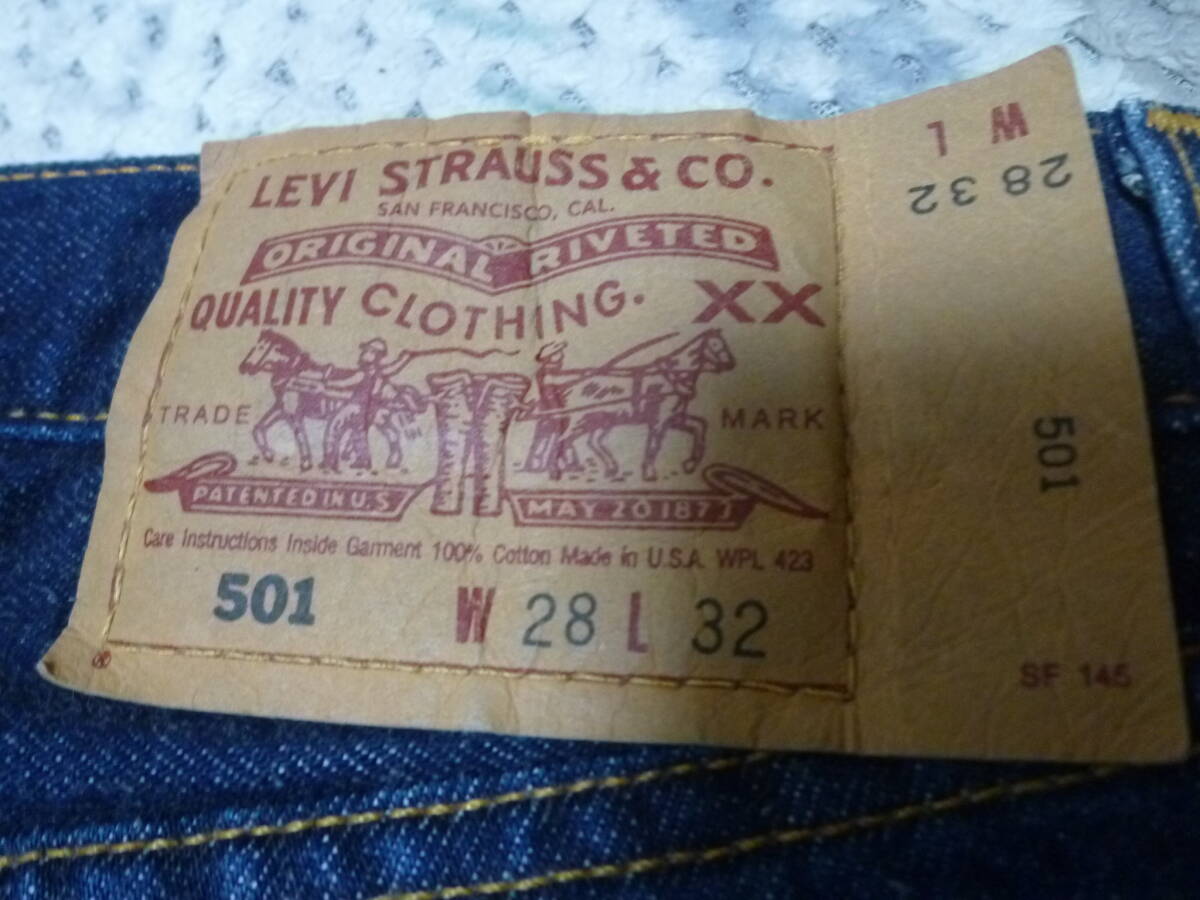 LEVI STRAUSS & CO.
SAN FRANCISCO, CAL.
ORIGINAL RIVETED
QUALITY CLOTHING. XX
TRADE MARK
PATENTED IN U.S MAY 20 1873
Care Instructions Inside Garment 100% Cotton Made in U.S.A. WPL 423
501 W 28 L 32
®
W L
28 32
501
SF 145